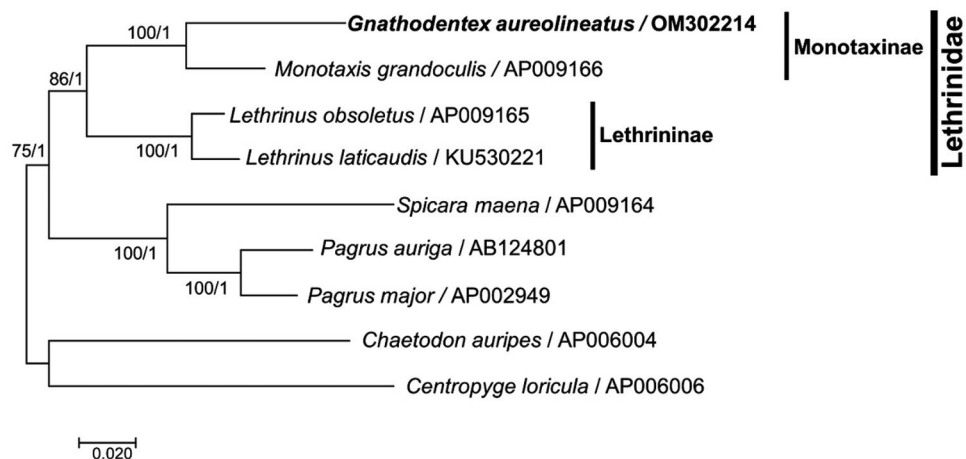 100/1
Gnathodentex aureolineatus / OM302214
Monotaxinae
Lethrinidae
Monotaxis grandoculis / AP009166
86/1
Lethrinus obsoletus / AP009165
Lethrininae
100/1
Lethrinus laticaudis / KU530221
75/1
Spicara maena / AP009164
100/1
Pagrus auriga / AB124801
100/1
Pagrus major / AP002949
Chaetodon auripes / AP006004
Centropyge loricula / AP006006
0.020